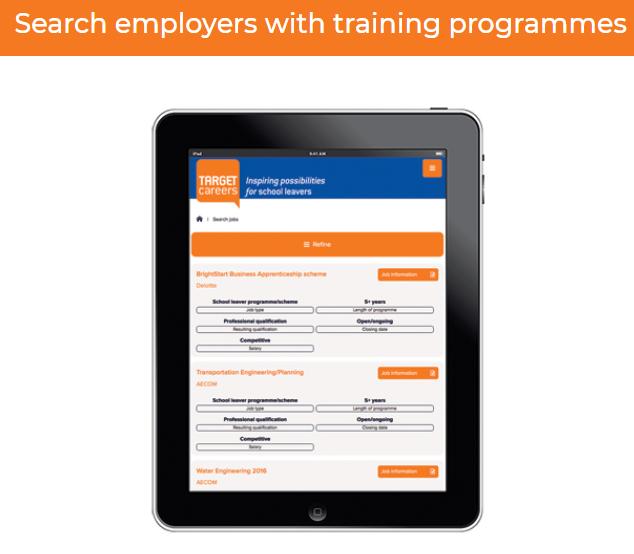 Search employers with training programmes
iPad 9:41 AM
TARGET
careers
Inspiring possibilities
for school leavers
Search jobs
Refine
BrightStart Business Apprenticeship scheme
Job information
Deloitte
School leaver programme/scheme 5+ years
Job type Length of programme
Professional qualification Open/ongoing
Resulting qualification Closing date
Competitive
Salary
Transportation Engineering/Planning
Job information
AECOM
School leaver programme/scheme 5+ years
Job type Length of programme
Professional qualification Open/ongoing
Resulting qualification Closing date
Competitive
Salary
Water Engineering 2016
Job information
AECOM